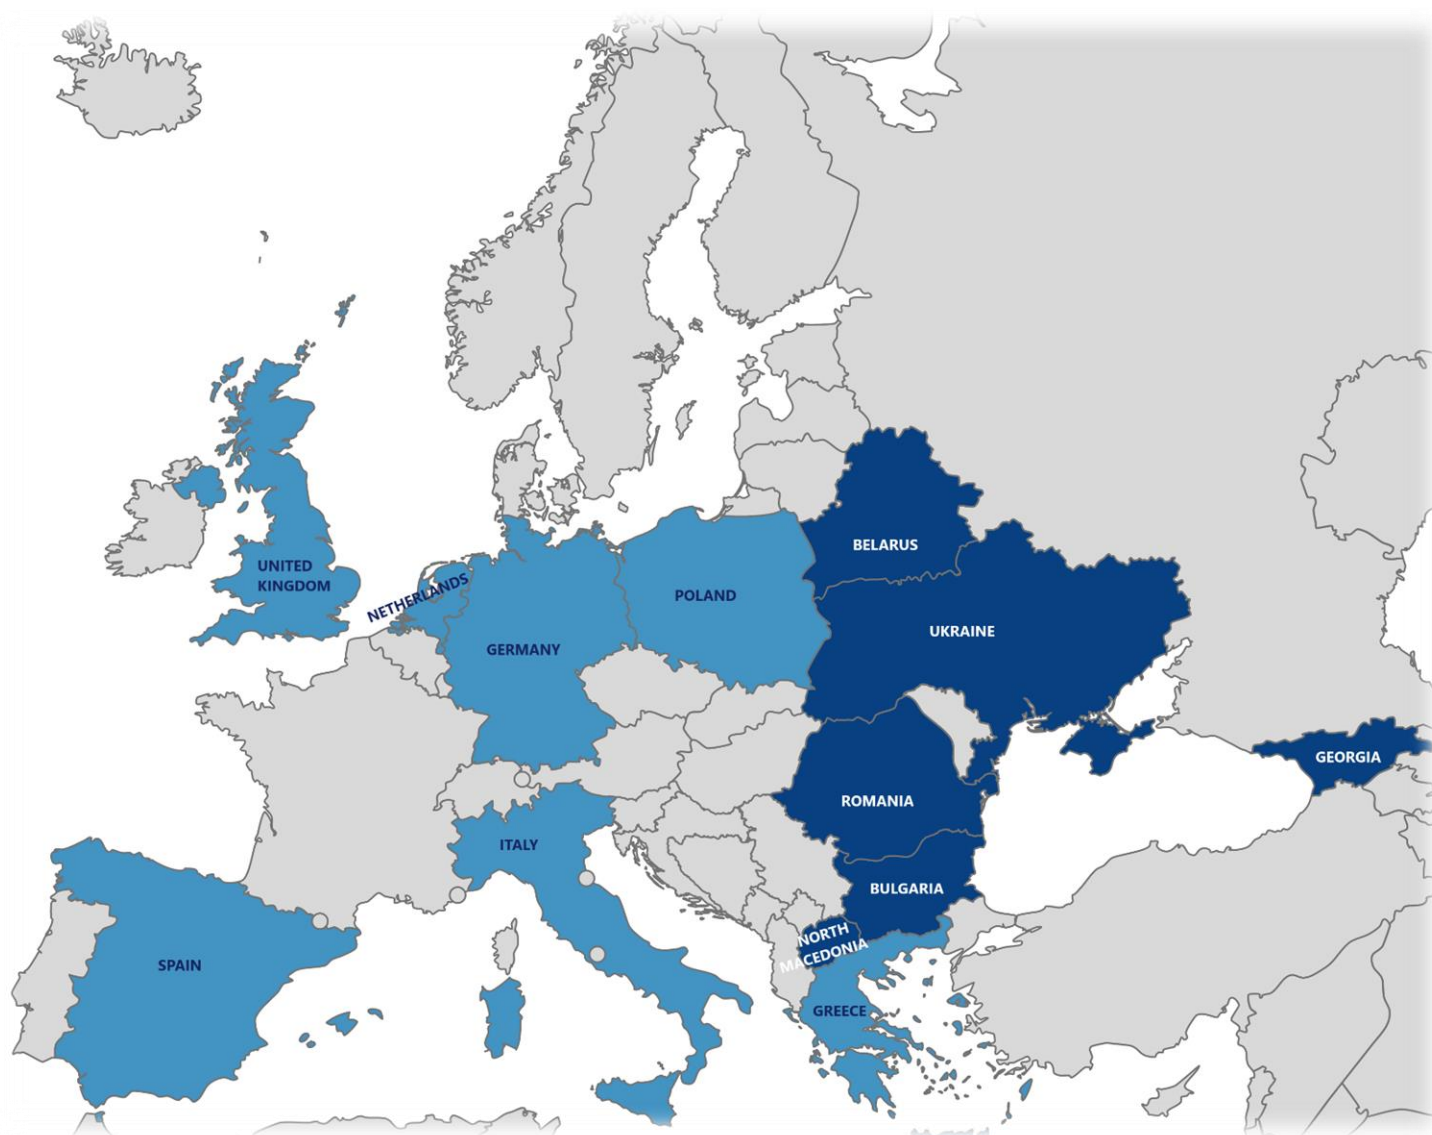 BELARUS
UNITED
KINGDOM
NETHERLANDS
POLAND
UKRAINE
GERMANY
GEORGIA
ROMANIA
ITALY
BULGARIA
NORTH
MACEDONIA
SPAIN
GREECE